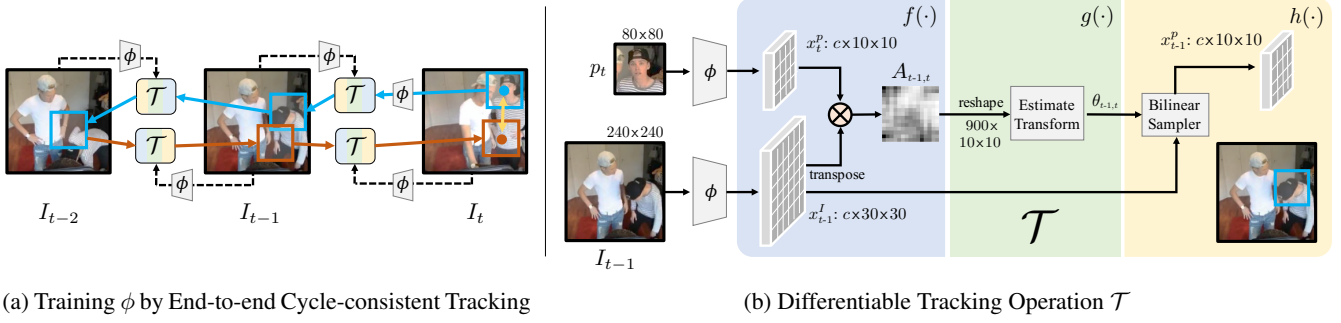 ϕ
ϕ
𝒯
𝒯
ϕ
𝒯
𝒯
ϕ
ϕ
I_{t−2}
I_{t−1}
I_t
(a) Training ϕ by End-to-end Cycle-consistent Tracking
f(·)
g(·)
h(·)
80×80
p_t
ϕ
x_t^p: c×10×10
A_{t-1,t}
x_{t-1}^p: c×10×10
⊗
reshape
900×
10×10
Estimate
Transform
θ_{t-1,t}
Bilinear
Sampler
240×240
ϕ
transpose
x_{t-1}^I: c×30×30
𝒯
I_{t−1}
(b) Differentiable Tracking Operation 𝒯